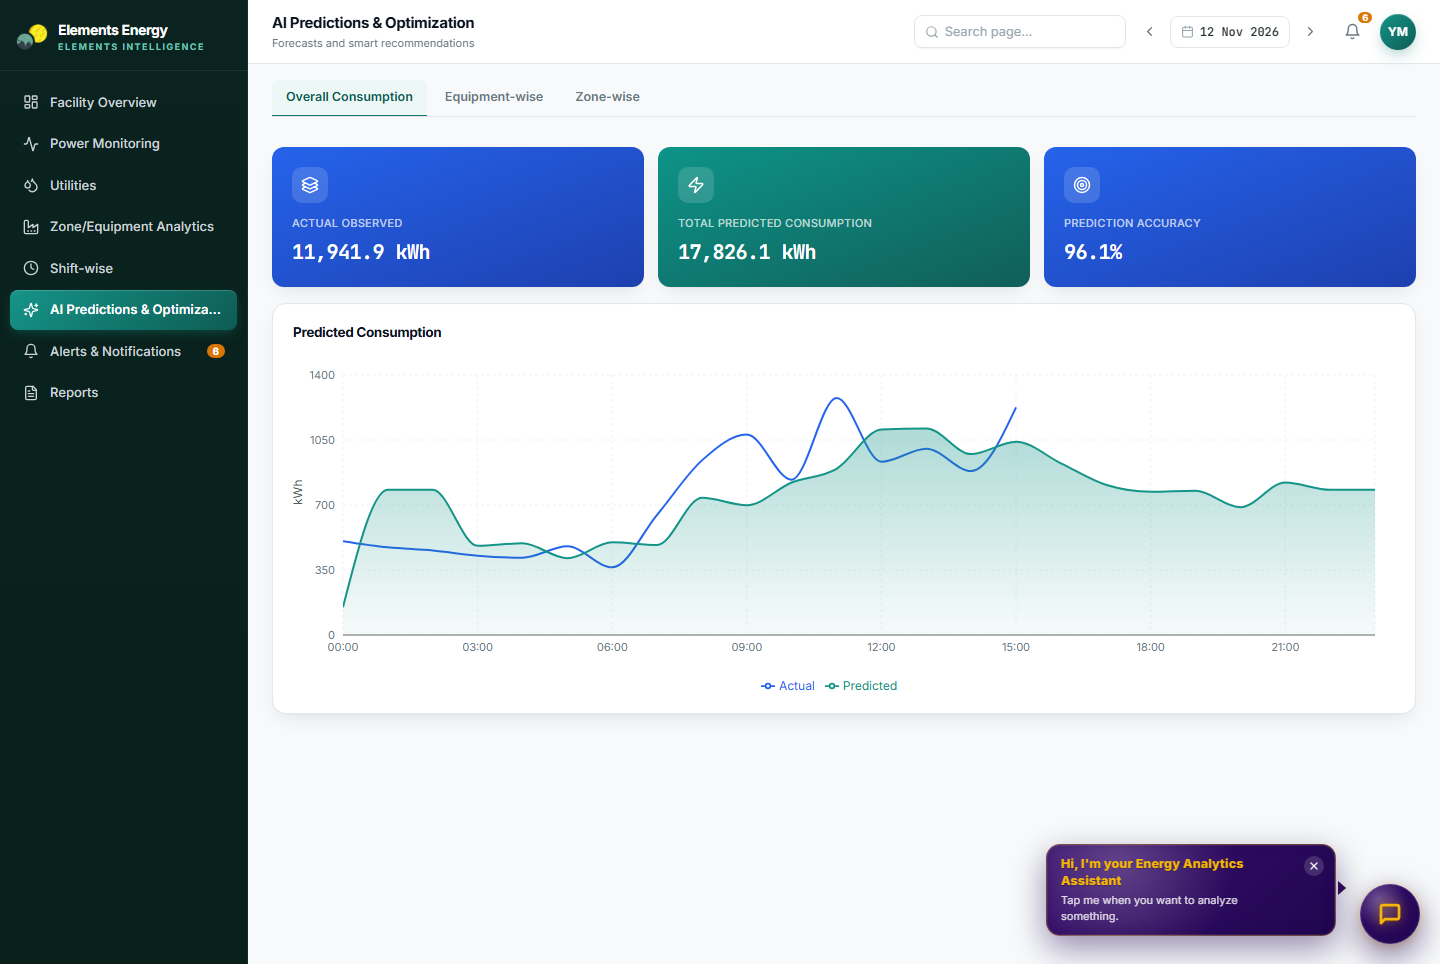 Elements Energy
ELEMENTS INTELLIGENCE
Facility Overview
Power Monitoring
Utilities
Zone/Equipment Analytics
Shift-wise
AI Predictions & Optimiza...
Alerts & Notifications
6
Reports
AI Predictions & Optimization
Forecasts and smart recommendations
Search page...
12 Nov 2026
6
YM
Overall Consumption
Equipment-wise
Zone-wise
ACTUAL OBSERVED
11,941.9 kWh
TOTAL PREDICTED CONSUMPTION
17,826.1 kWh
PREDICTION ACCURACY
96.1%
Predicted Consumption
1400
1050
700
350
0
kWh
00:00
03:00
06:00
09:00
12:00
15:00
18:00
21:00
Actual
Predicted
Hi, I'm your Energy Analytics
Assistant
Tap me when you want to analyze
something.